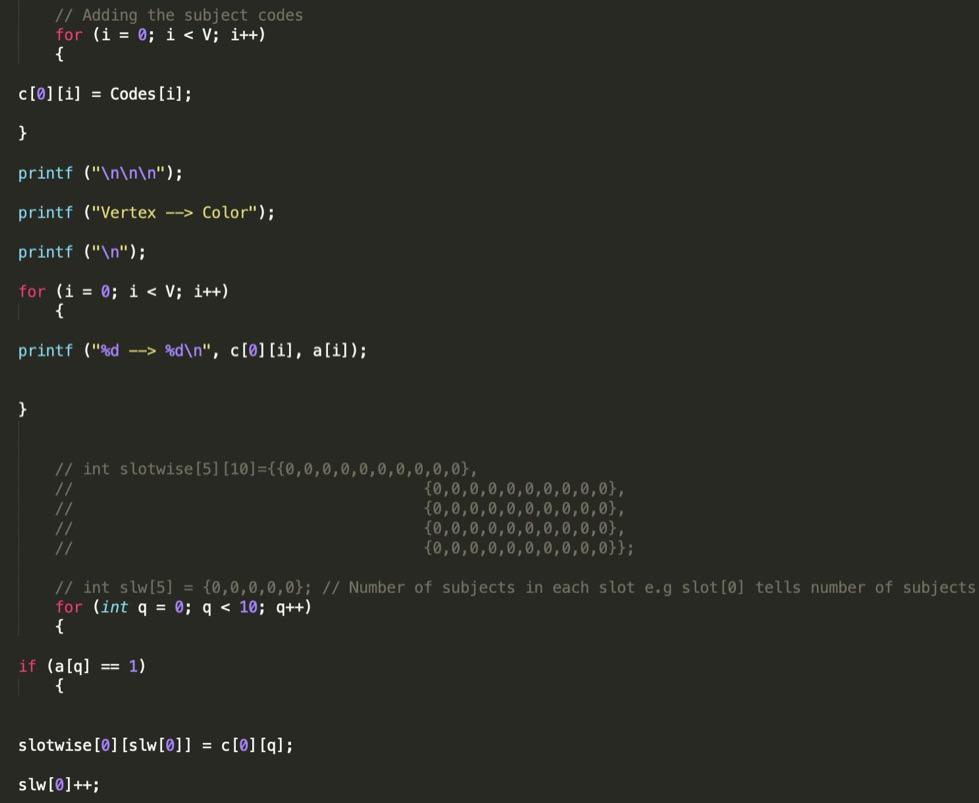 // Adding the subject codes
for (i = 0; i < V; i++)
{
c[0][i] = Codes[i];
}
printf ("\n\n\n");
printf ("Vertex --> Color");
printf ("\n");
for (i = 0; i < V; i++)
{
printf ("%d --> %d\n", c[0][i], a[i]);
}
// int slotwise[5][10]={{0,0,0,0,0,0,0,0,0,0},
// {0,0,0,0,0,0,0,0,0,0},
// {0,0,0,0,0,0,0,0,0,0},
// {0,0,0,0,0,0,0,0,0,0},
// {0,0,0,0,0,0,0,0,0,0}};
// int slw[5] = {0,0,0,0,0}; // Number of subjects in each slot e.g slot[0] tells number of subjects
for (int q = 0; q < 10; q++)
{
if (a[q] == 1)
{
slotwise[0][slw[0]] = c[0][q];
slw[0]++;